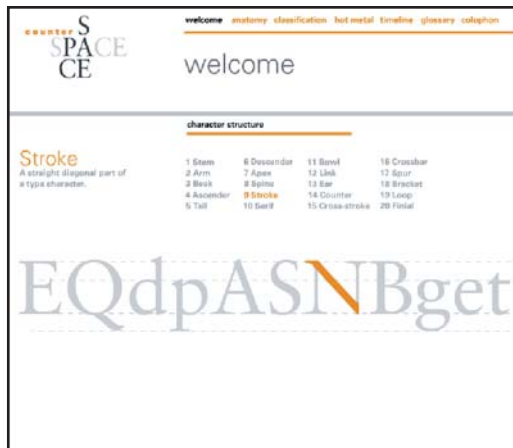 counter S
SPACE
CE
welcome anatomy classification hot metal timeline glossary colophon
welcome
character structure
Stroke
A straight diagonal part of
a type character.
1 Stem
2 Arm
3 Beak
4 Ascender
5 Tail
6 Descender
7 Apex
8 Spine
9 Stroke
10 Serif
11 Bowl
12 Link
13 Ear
14 Counter
15 Cross-stroke
16 Crossbar
17 Spur
18 Bracket
19 Loop
20 Finial
EQdpASNBget